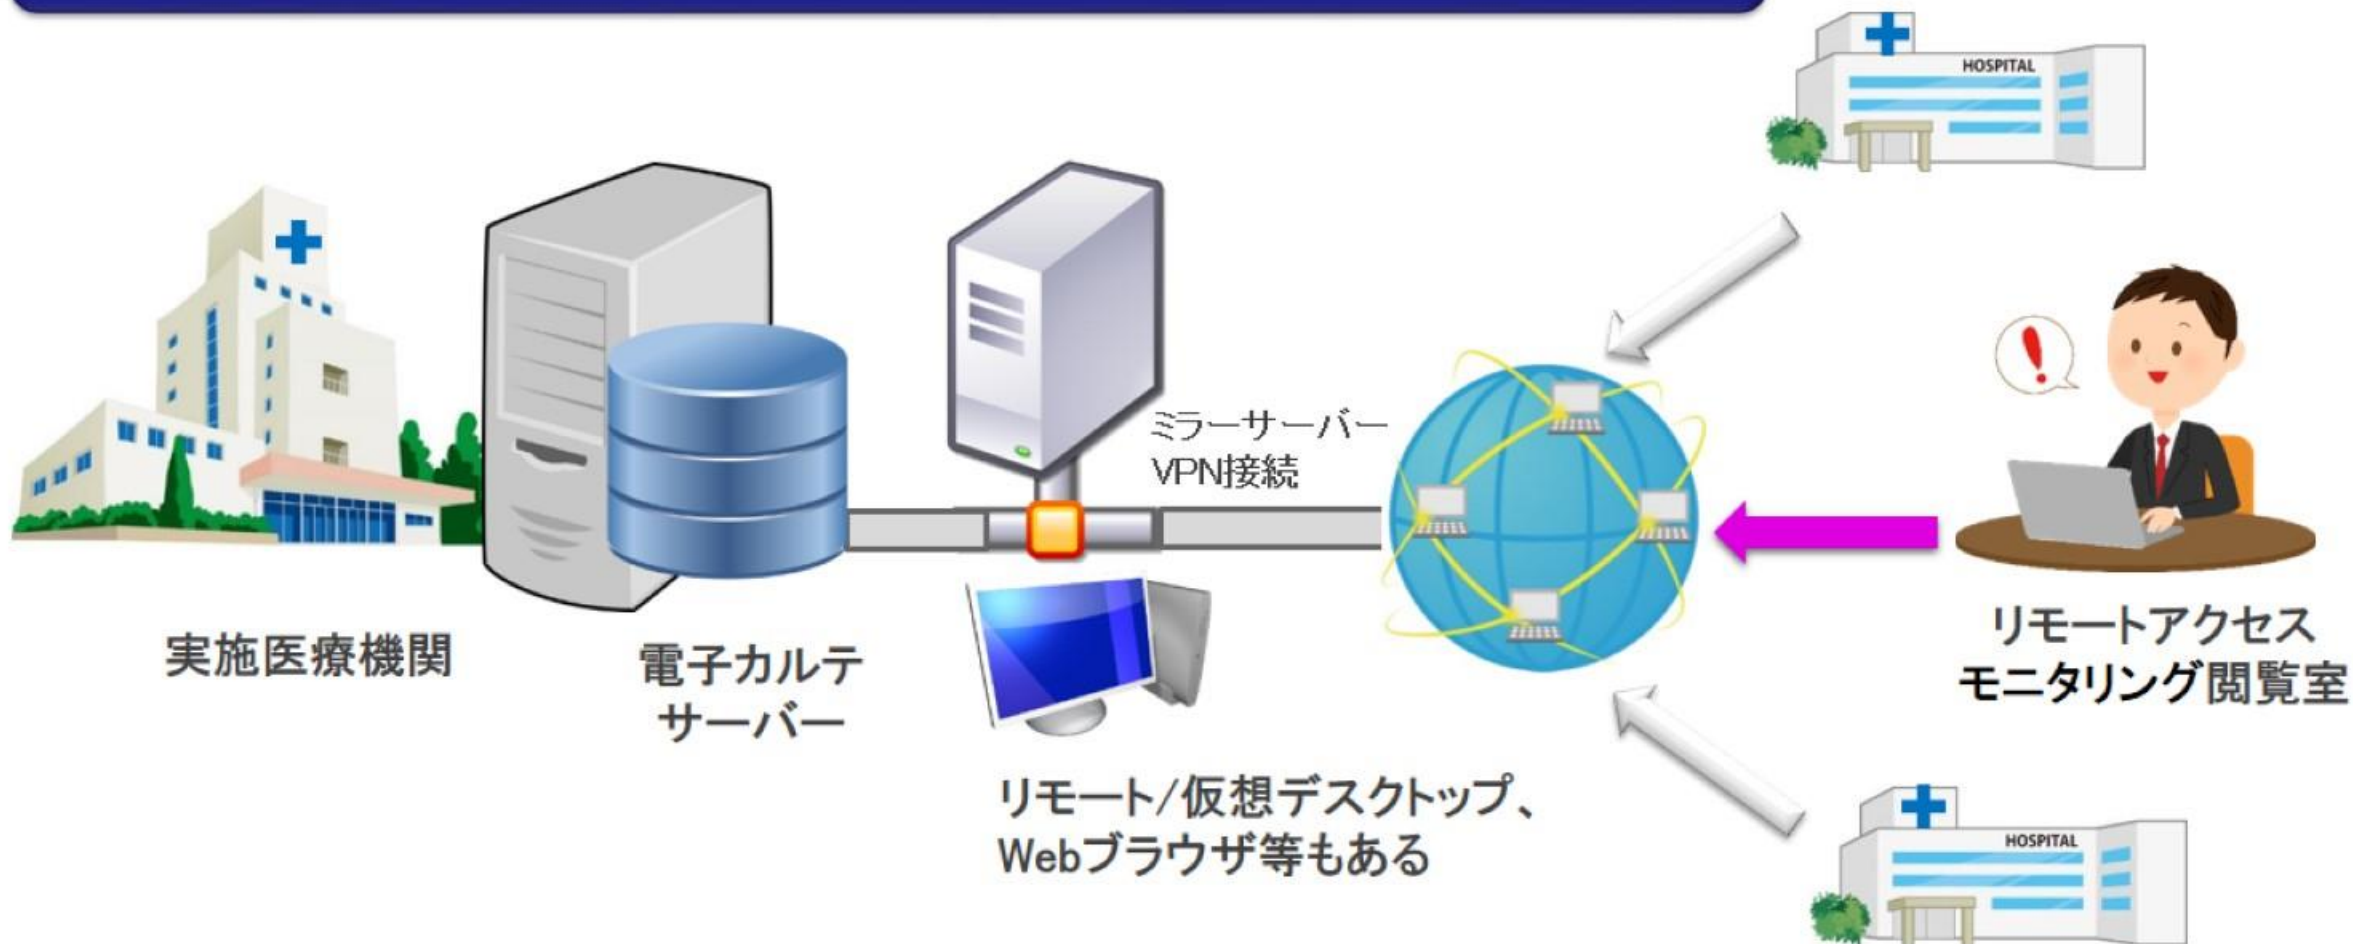 HOSPITAL
ミラーサーバー
VPN接続
実施医療機関
電子カルテ
サーバー
リモートアクセス
モニタリング閲覧室
リモート/仮想デスクトップ、
Webブラウザ等もある
HOSPITAL